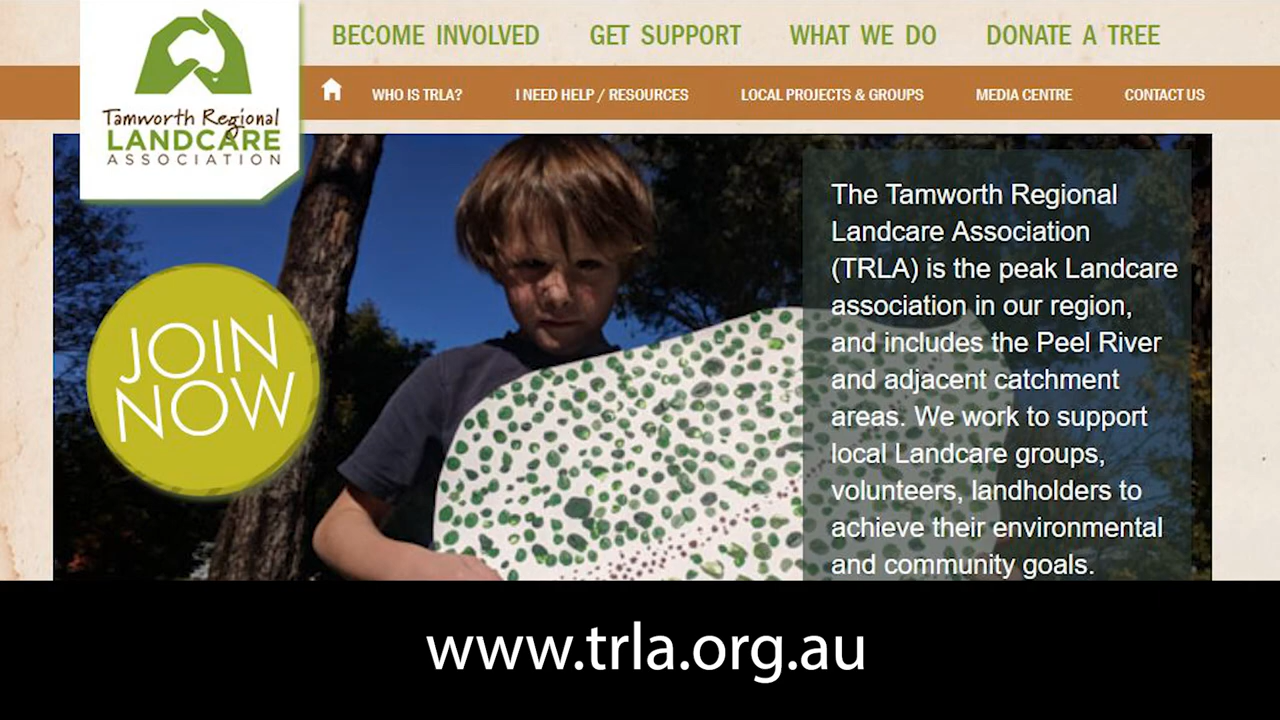 BECOME INVOLVED
GET SUPPORT
WHAT WE DO
DONATE A TREE
Tamworth Regional
LANDCARE
ASSOCIATION
WHO IS TRLA?
I NEED HELP / RESOURCES
LOCAL PROJECTS & GROUPS
MEDIA CENTRE
CONTACT US
JOIN
NOW
The Tamworth Regional
Landcare Association
(TRLA) is the peak Landcare
association in our region,
and includes the Peel River
and adjacent catchment
areas. We work to support
local Landcare groups,
volunteers, landholders to
achieve their environmental
and community goals.
www.trla.org.au